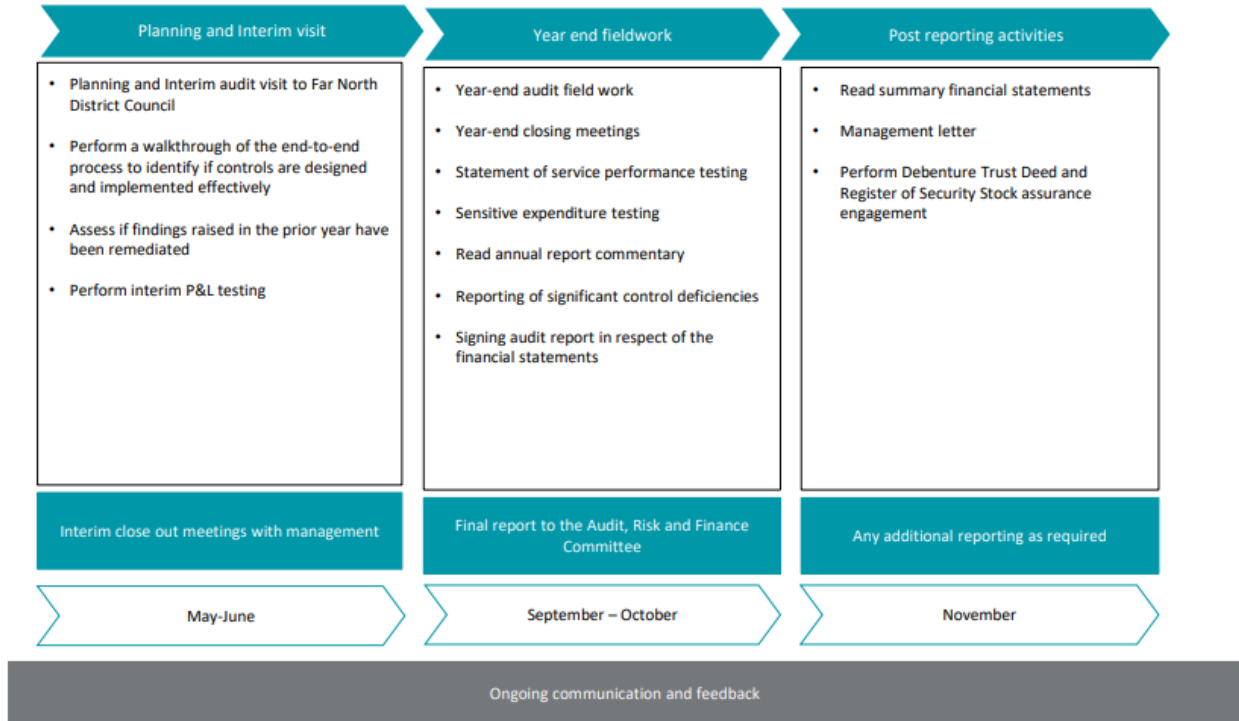 Planning and Interim visit
Year end fieldwork
Post reporting activities
• Planning and Interim audit visit to Far North
District Council
• Perform a walkthrough of the end-to-end
process to identify if controls are designed
and implemented effectively
• Assess if findings raised in the prior year have
been remediated
• Perform interim P&L testing
Interim close out meetings with management
May-June
• Year-end audit field work
• Year-end closing meetings
• Statement of service performance testing
• Sensitive expenditure testing
• Read annual report commentary
• Reporting of significant control deficiencies
• Signing audit report in respect of the
financial statements
Final report to the Audit, Risk and Finance
Committee
September – October
• Read summary financial statements
• Management letter
• Perform Debenture Trust Deed and
Register of Security Stock assurance
engagement
Any additional reporting as required
November
Ongoing communication and feedback